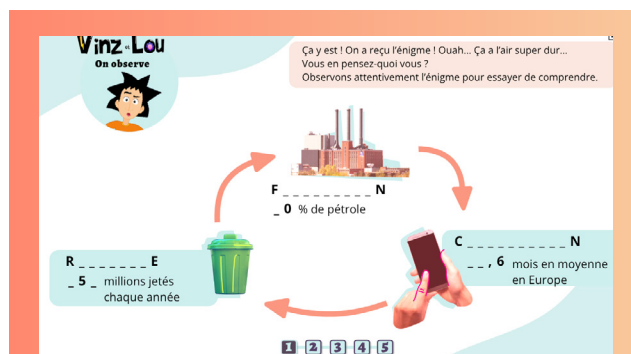 Vinz et Lou
On observe
Ça y est ! On a reçu l'énigme ! Ouah... Ça a l'air super dur...
Vous en pensez-quoi vous ?
Observons attentivement l'énigme pour essayer de comprendre.
F _ _ _ _ _ _ _ _ _ N
_ 0 % de pétrole
C _ _ _ _ _ _ _ _ _ _ N
_ _ , 6 mois en moyenne
en Europe
R _ _ _ _ _ _ _ E
_ 5 _ millions jetés
chaque année
1 2 3 4 5